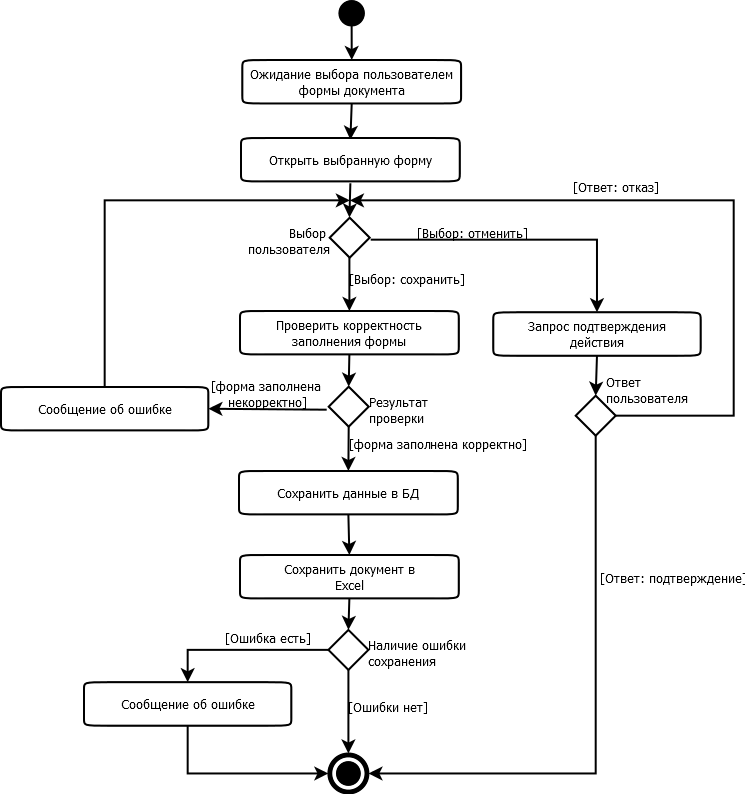 Ожидание выбора пользователем
формы документа
Открыть выбранную форму
[Ответ: отказ]
Выбор
пользователя
[Выбор: отменить]
[Выбор: сохранить]
Проверить корректность
заполнения формы
Запрос подтверждения
действия
[форма заполнена
некорректно]
Сообщение об ошибке
Результат
проверки
Ответ
пользователя
[форма заполнена корректно]
Сохранить данные в БД
Сохранить документ в
Excel
[Ответ: подтверждение]
[Ошибка есть]
Наличие ошибки
сохранения
Сообщение об ошибке
[Ошибки нет]